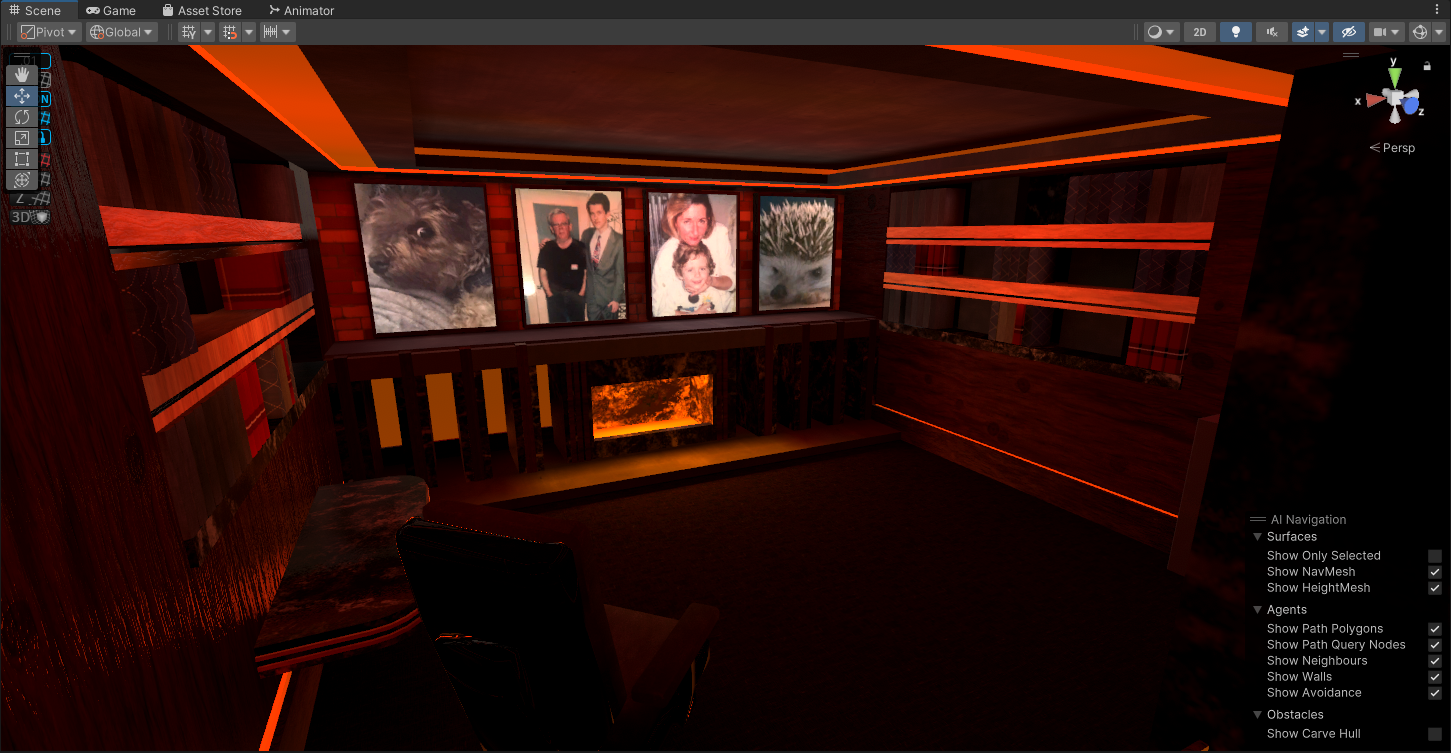 Scene Game Asset Store Animator
Pivot Global 2D
y
x
z
Persp
N
3D
AI Navigation
Surfaces
Show Only Selected
Show NavMesh
Show HeightMesh
Agents
Show Path Polygons
Show Path Query Nodes
Show Neighbours
Show Walls
Show Avoidance
Obstacles
Show Carve Hull